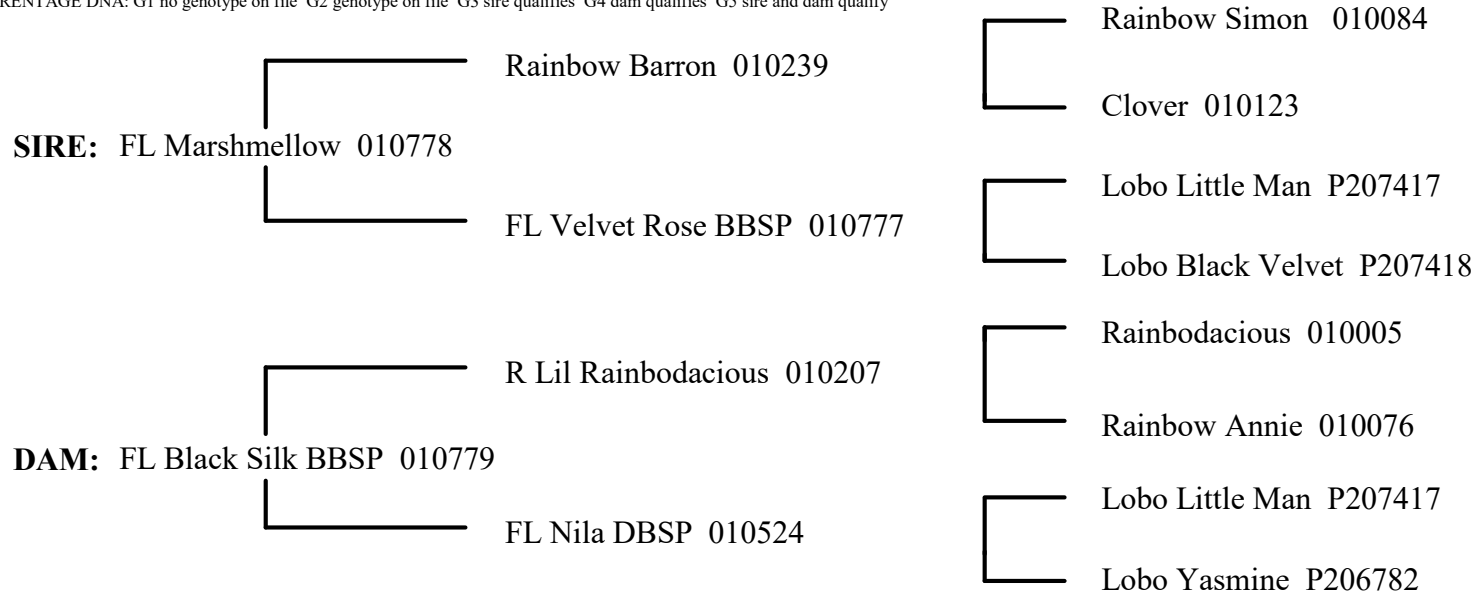 RENTAGE DNA: G1 no genotype on file G2 genotype on file G3 sire qualifies G4 dam qualifies G5 sire and dam qualify
Rainbow Simon 010084
Rainbow Barron 010239
Clover 010123
SIRE: FL Marshmellow 010778
Lobo Little Man P207417
FL Velvet Rose BBSP 010777
Lobo Black Velvet P207418
Rainbodacious 010005
R Lil Rainbodacious 010207
Rainbow Annie 010076
DAM: FL Black Silk BBSP 010779
Lobo Little Man P207417
FL Nila DBSP 010524
Lobo Yasmine P206782